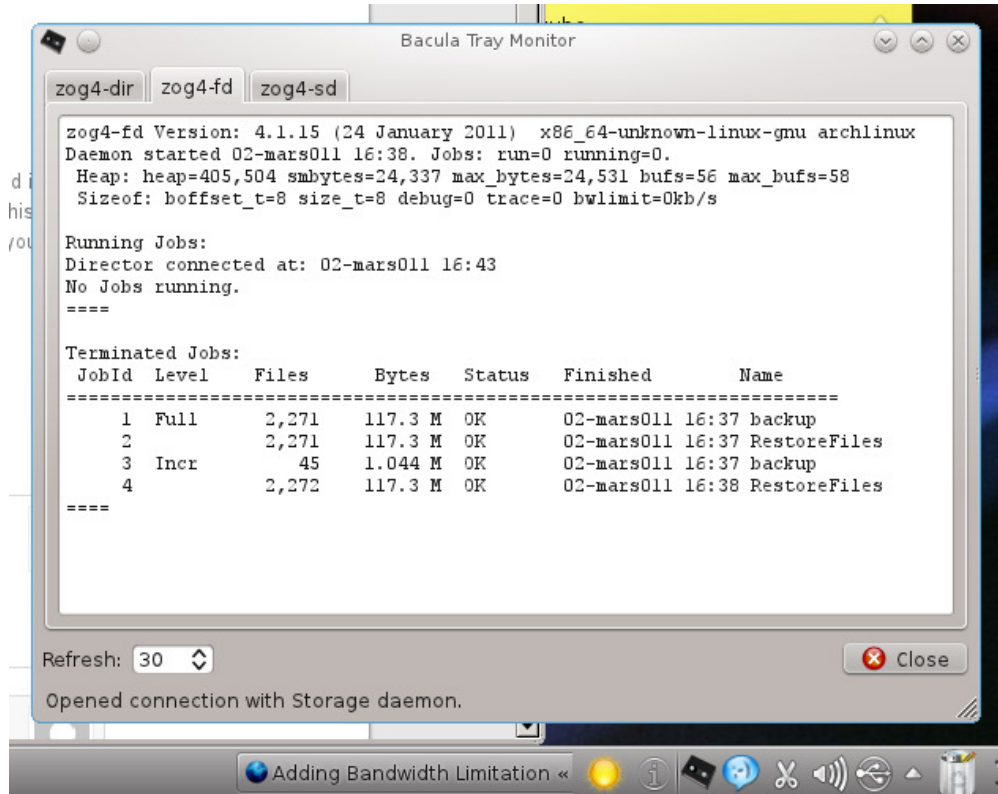 Bacula Tray Monitor
zog4-dir zog4-fd zog4-sd
zog4-fd Version: 4.1.15 (24 January 2011)  x86_64-unknown-linux-gnu archlinux
Daemon started 02-mars011 16:38. Jobs: run=0 running=0.
 Heap: heap=405,504 smbytes=24,337 max_bytes=24,531 bufs=56 max_bufs=58
 Sizeof: boffset_t=8 size_t=8 debug=0 trace=0 bwlimit=0kb/s
Running Jobs:
Director connected at: 02-mars011 16:43
No Jobs running.
====
Terminated Jobs:
 JobId  Level    Files      Bytes   Status   Finished        Name
======================================================================
     1  Full      2,271    117.3 M  OK       02-mars011 16:37 backup
     2            2,271    117.3 M  OK       02-mars011 16:37 RestoreFiles
     3  Incr         45    1.044 M  OK       02-mars011 16:37 backup
     4            2,272    117.3 M  OK       02-mars011 16:38 RestoreFiles
====
Refresh: 30
Close
Opened connection with Storage daemon.
Adding Bandwidth Limitation «